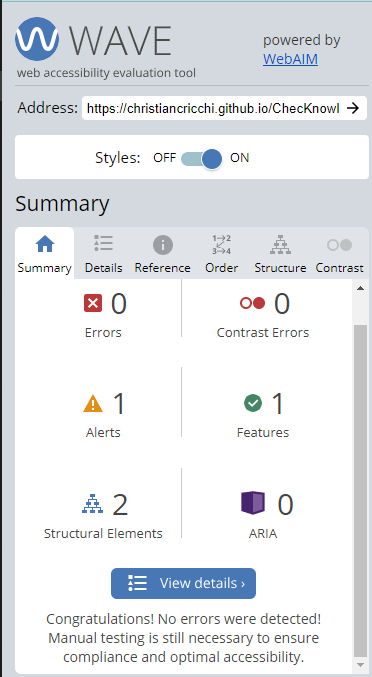 WAVE
web accessibility evaluation tool
powered by
WebAIM
Address: https://christiancricchi.github.io/ChecKnowl
Styles: OFF ON
Summary
Summary Details Reference Order Structure Contrast
0 0
Errors Contrast Errors
1 1
Alerts Features
2 0
Structural Elements ARIA
View details ›
Congratulations! No errors were detected!
Manual testing is still necessary to ensure
compliance and optimal accessibility.